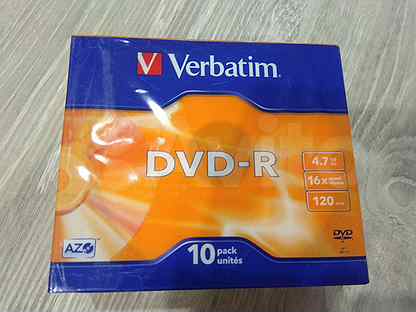 Verbatim
DVD-R
4.7
16x
120
10 pack
unités
AZO
DVD